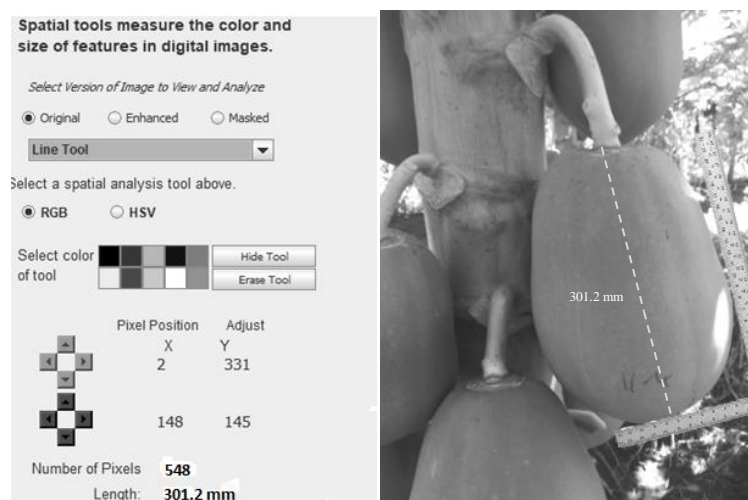 Spatial tools measure the color and
size of features in digital images.
Select Version of Image to View and Analyze
Original Enhanced Masked
Line Tool
Select a spatial analysis tool above.
RGB HSV
Select color
of tool
Hide Tool
Erase Tool
Pixel Position Adjust
X Y
2 331
148 145
Number of Pixels 548
Length: 301.2 mm
301.2 mm